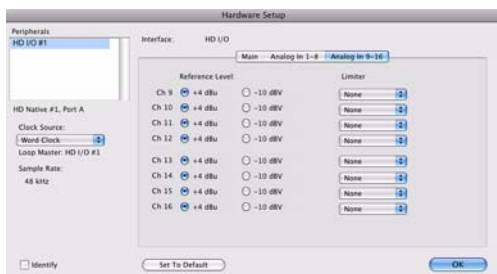 Hardware Setup
Peripherals
HD I/O #1
HD Native #1, Port A
Clock Source:
Word Clock
Loop Master: HD I/O #1
Sample Rate:
48 kHz
Identify
Interface: HD I/O
Main Analog In 1-8 Analog In 9-16
Reference Level: Limiter
Ch 9 +4 dBu -10 dBV None
Ch 10 +4 dBu -10 dBV None
Ch 11 +4 dBu -10 dBV None
Ch 12 +4 dBu -10 dBV None
Ch 13 +4 dBu -10 dBV None
Ch 14 +4 dBu -10 dBV None
Ch 15 +4 dBu -10 dBV None
Ch 16 +4 dBu -10 dBV None
Set To Default
OK